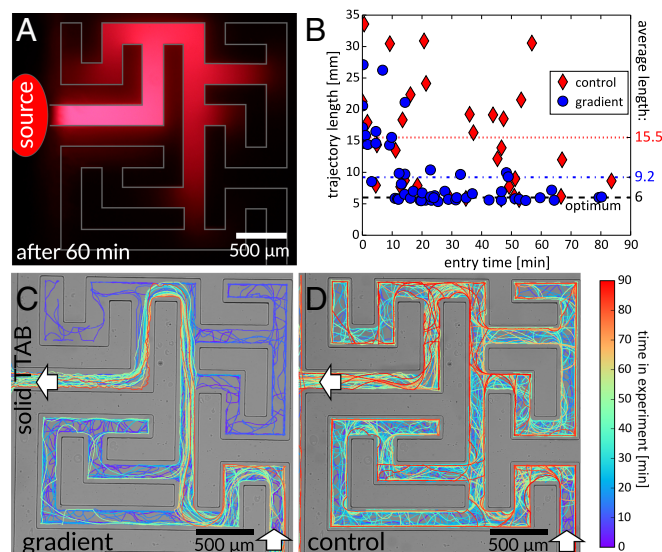 A
source
after 60 min
500 µm
B
trajectory length [mm]
35
30
25
20
15
10
5
0
0 10 20 30 40 50 60 70 80 90
entry time [min]
control
gradient
optimum
average length:
15.5
9.2
6
C
solid TTAB
gradient
500 µm
D
control
500 µm
90
80
70
60
50
40
30
20
10
0
time in experiment [min]